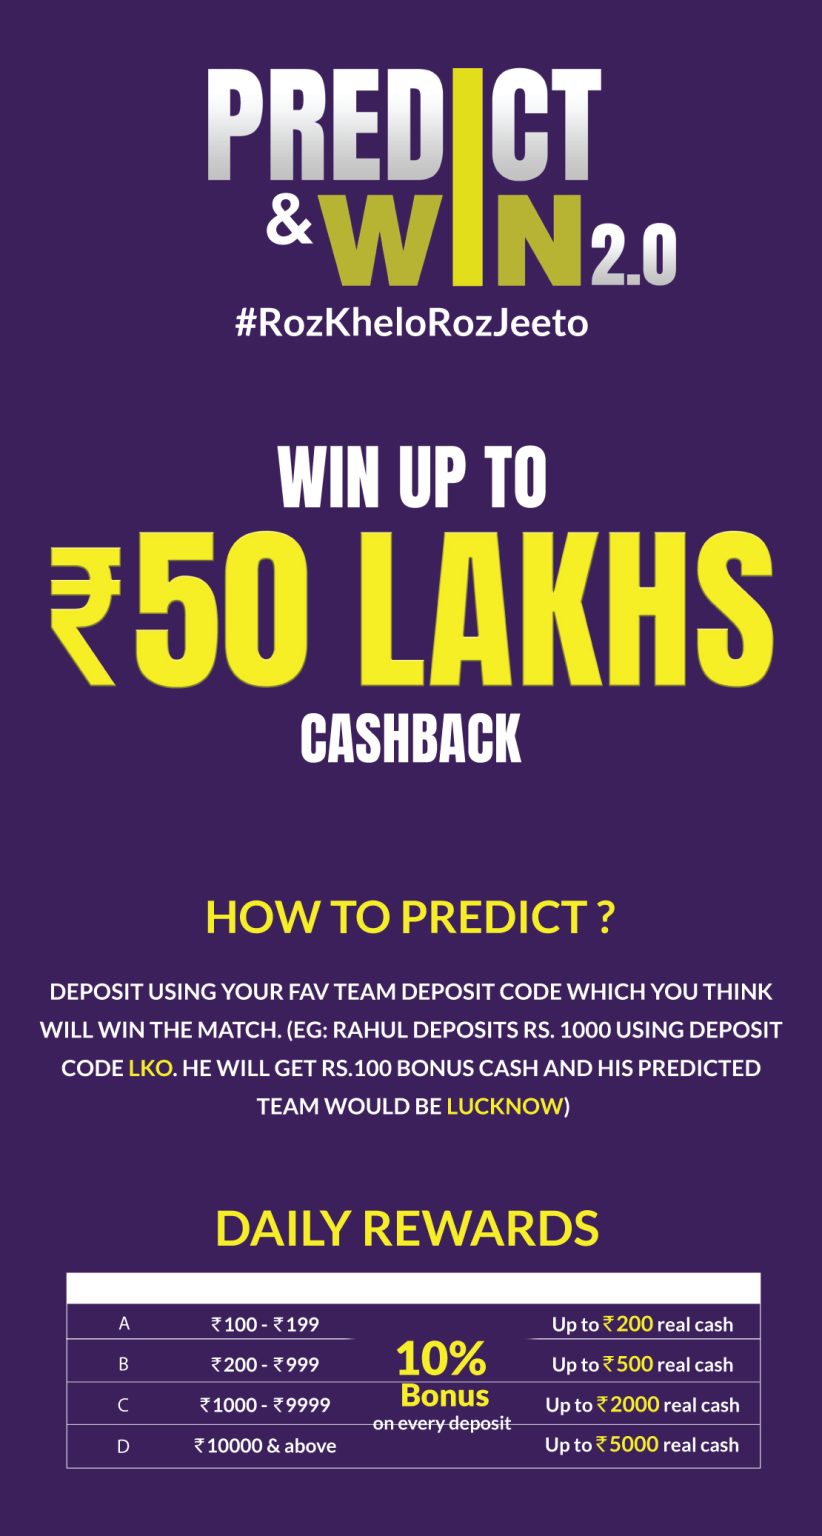 PREDICT
& WIN 2.0
#RozKheloRozJeeto
WIN UP TO
₹50 LAKHS
CASHBACK
HOW TO PREDICT ?
DEPOSIT USING YOUR FAV TEAM DEPOSIT CODE WHICH YOU THINK
WILL WIN THE MATCH. (EG: RAHUL DEPOSITS RS. 1000 USING DEPOSIT
CODE LKO. HE WILL GET RS.100 BONUS CASH AND HIS PREDICTED
TEAM WOULD BE LUCKNOW)
DAILY REWARDS
A ₹100 - ₹199 Up to ₹200 real cash
B ₹200 - ₹999 10% Up to ₹500 real cash
C ₹1000 - ₹9999 Bonus Up to ₹2000 real cash
on every deposit
D ₹10000 & above Up to ₹5000 real cash